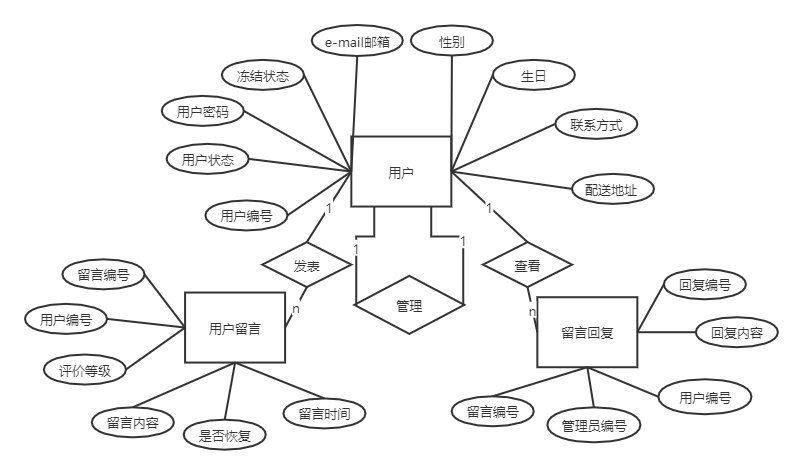 e-mail邮箱
性别
冻结状态
生日
用户密码
联系方式
用户状态
用户
配送地址
用户编号
1
1
1
1
发表
查看
管理
留言编号
n
n
回复编号
用户编号
用户留言
留言回复
回复内容
评价等级
用户编号
留言内容
留言时间
留言编号
是否恢复
管理员编号